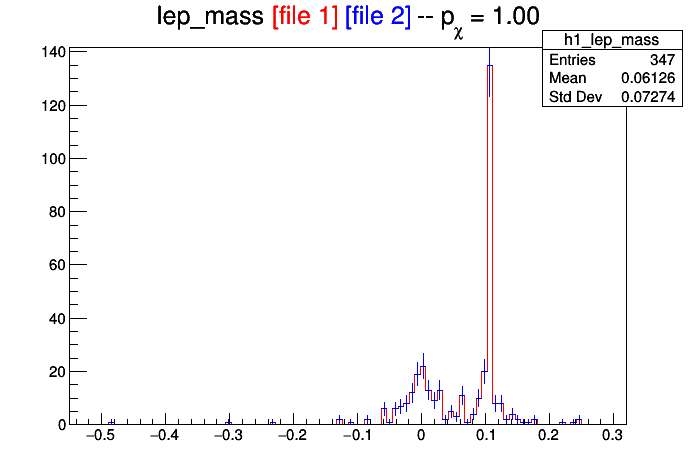 lep_mass [file 1] [file 2] -- pχ = 1.00
h1_lep_mass
Entries 347
Mean 0.06126
Std Dev 0.07274
140
120
100
80
60
40
20
0
−0.5 −0.4 −0.3 −0.2 −0.1 0 0.1 0.2 0.3